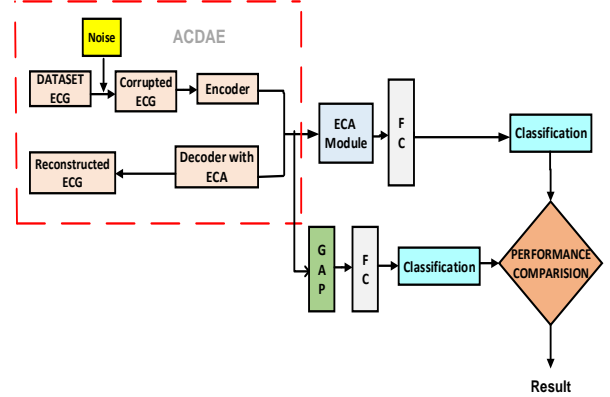 ACDAE
Noise
DATASET
ECG
Corrupted
ECG
Encoder
Reconstructed
ECG
Decoder with
ECA
ECA
Module
F
C
Classification
G
A
P
F
C
Classification
PERFORMANCE
COMPARISION
Result